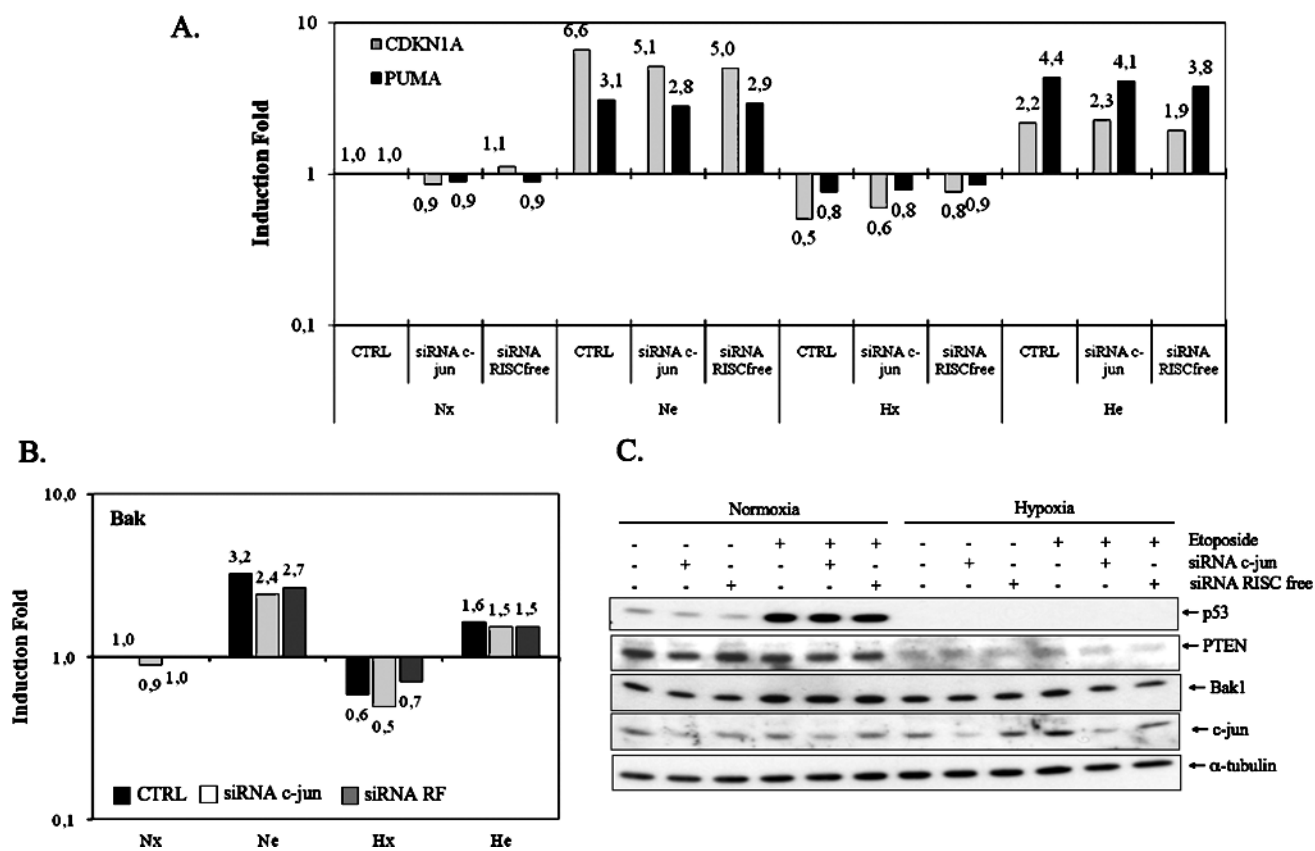 A.
10
CDKN1A
PUMA
6,6
3,1
5,1
2,8
5,0
2,9
2,2
4,4
2,3
4,1
1,9
3,8
1,0 1,0
1,1
Induction Fold
1
0,9 0,9
0,9
0,5
0,8
0,6
0,8
0,8
0,9
0,1
CTRL siRNA c-jun siRNA RISCfree CTRL siRNA c-jun siRNA RISCfree CTRL siRNA c-jun siRNA RISCfree CTRL siRNA c-jun siRNA RISCfree
Nx Ne Hx He
B.
10,0
Bak
3,2
2,4
2,7
1,6 1,5 1,5
1,0
Induction Fold
1,0
0,9 1,0
0,6
0,5
0,7
CTRL siRNA c-jun siRNA RF
0,1
Nx Ne Hx He
C.
Normoxia Hypoxia
- - - + + + - - - + + + Etoposide
- + - - + - - + - - + - siRNA c-jun
- + - + - + - + siRNA RISC free
p53
PTEN
Bak1
c-jun
α-tubulin